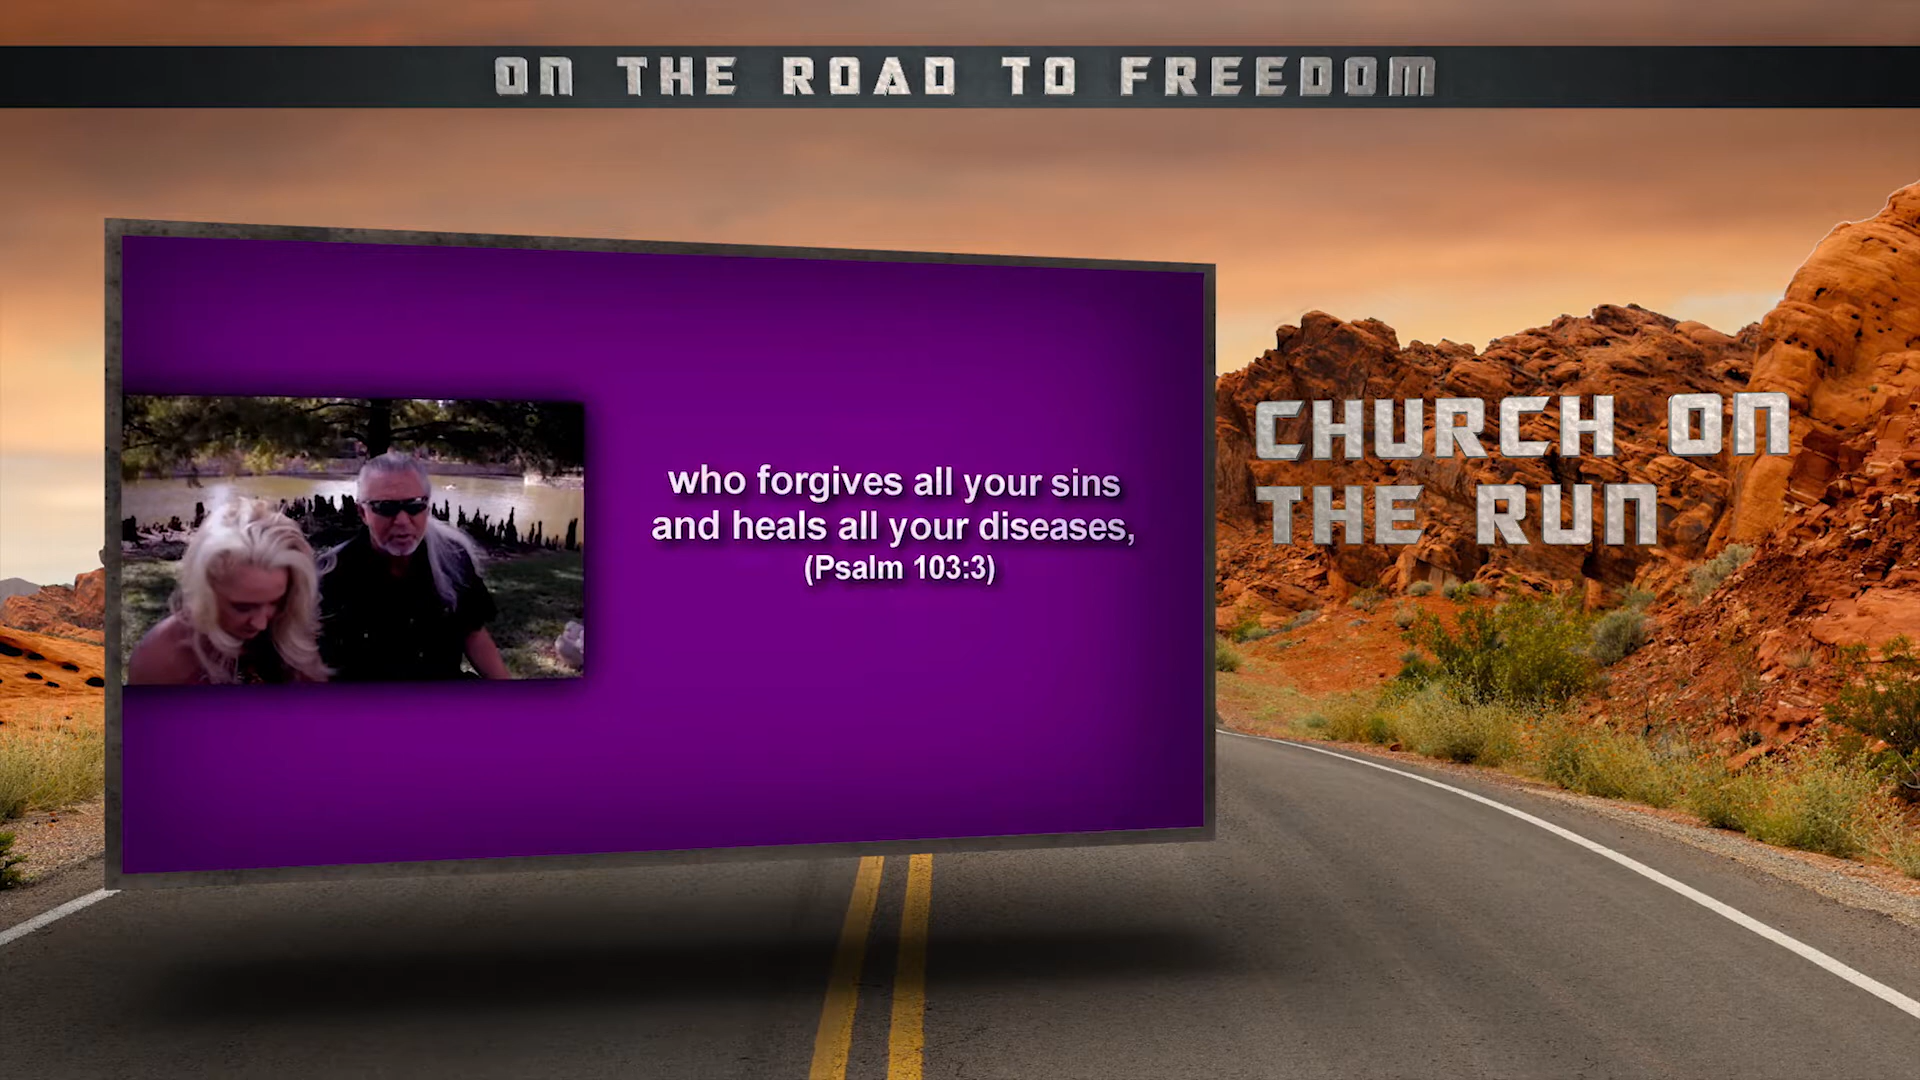 ON THE ROAD TO FREEDOM
who forgives all your sins
and heals all your diseases,
(Psalm 103:3)
CHURCH ON
THE RUN